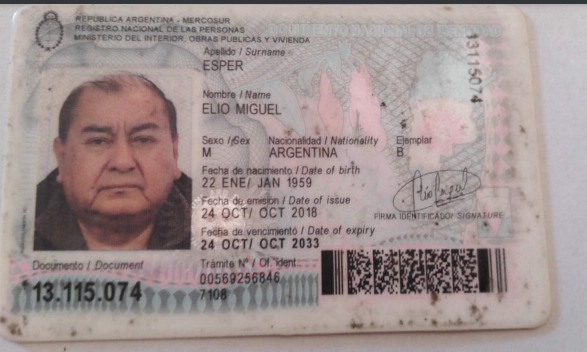 REPUBLICA ARGENTINA - MERCOSUR
REGISTRO NACIONAL DE LAS PERSONAS
MINISTERIO DEL INTERIOR, OBRAS PUBLICAS Y VIVIENDA
Apellido / Surname
ESPER
Nombre / Name
ELIO MIGUEL
Sexo / Sex Nacionalidad / Nationality Ejemplar
M ARGENTINA B
Fecha de nacimiento / Date of birth
22 ENE/ JAN 1959
Fecha de emisión / Date of issue
24 OCT/ OCT 2018
FIRMA IDENTIFICADO/ SIGNATURE
Fecha de vencimiento / Date of expiry
24 OCT/ OCT 2033
Documento / Document
13.115.074
Trámite N° / Of. Ident.
00569256846
7108
13115074